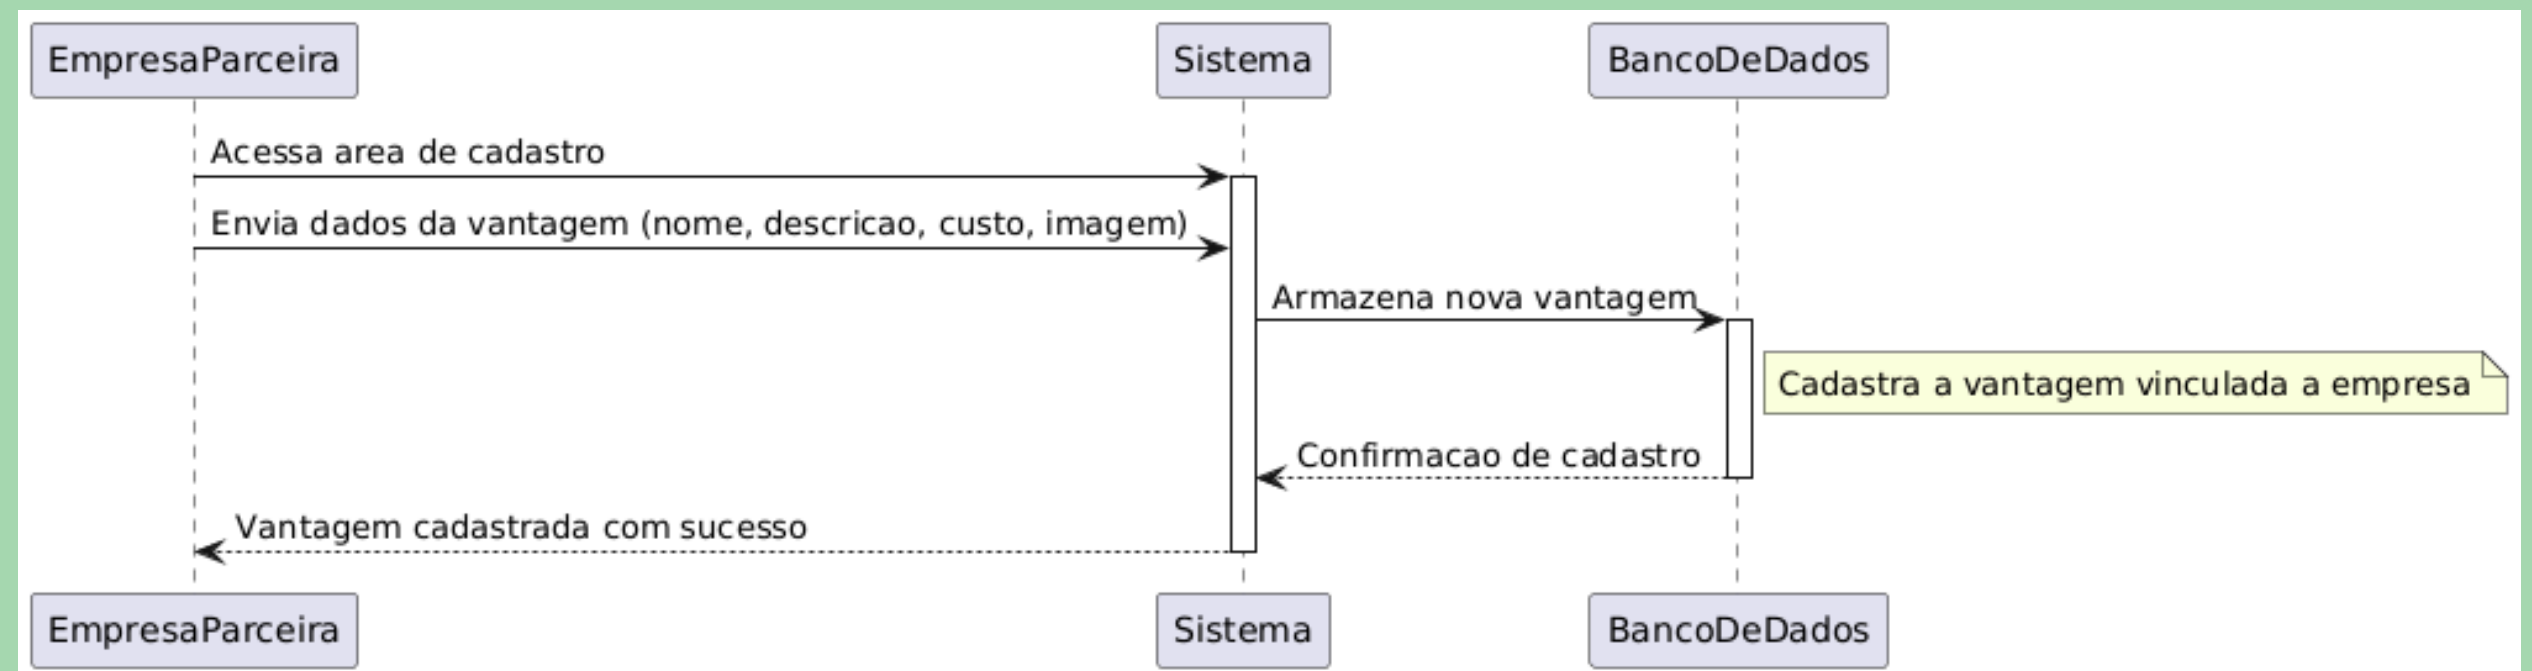 EmpresaParceira
Sistema
BancoDeDados
Acessa area de cadastro
Envia dados da vantagem (nome, descricao, custo, imagem)
Armazena nova vantagem
Cadastra a vantagem vinculada a empresa
Confirmacao de cadastro
Vantagem cadastrada com sucesso
EmpresaParceira
Sistema
BancoDeDados